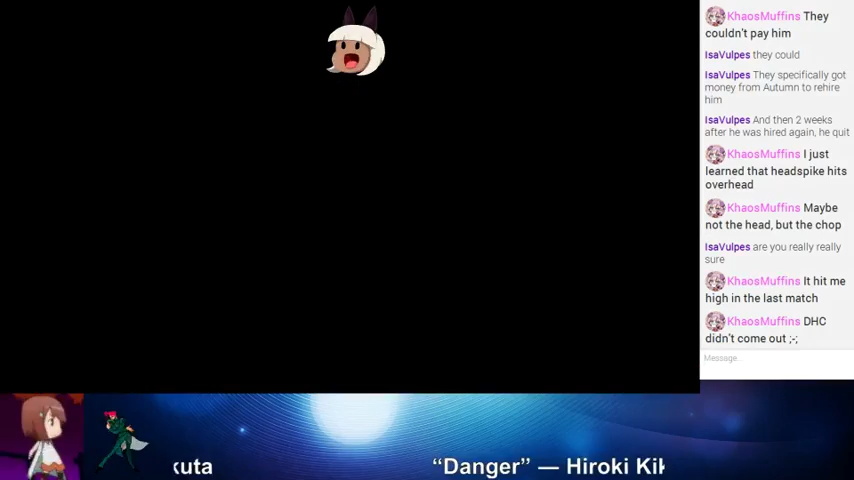 KhaosMuffins They
couldn't pay him
IsaVulpes they could
IsaVulpes They specifically got
money from Autumn to rehire
him
IsaVulpes And then 2 weeks
after he was hired again, he quit
KhaosMuffins I just
learned that headspike hits
overhead
KhaosMuffins Maybe
not the head, but the chop
IsaVulpes are you really really
sure
KhaosMuffins It hit me
high in the last match
KhaosMuffins DHC
didn't come out ;-;
Message...
kuta “Danger” — Hiroki Kik